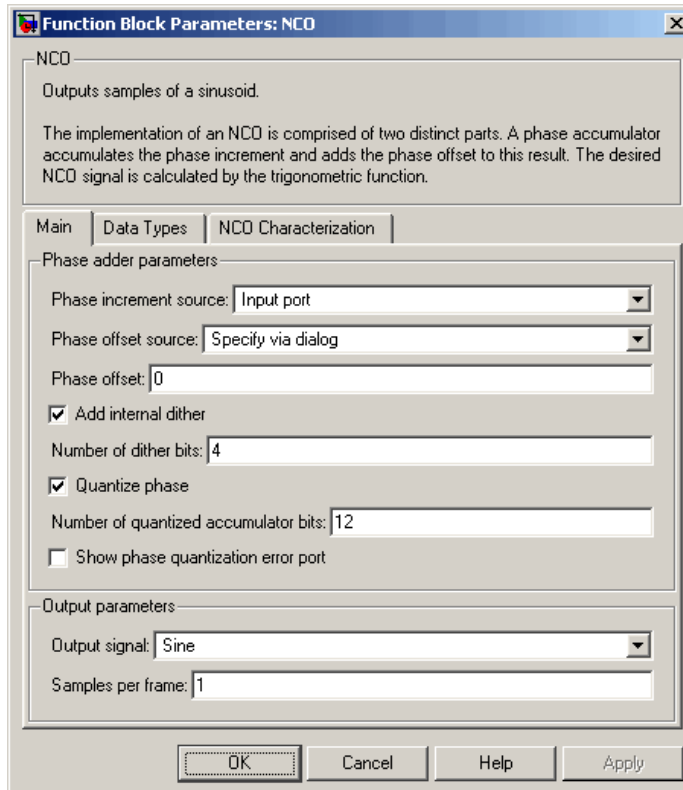 Function Block Parameters: NCO
NCO
Outputs samples of a sinusoid.
The implementation of an NCO is comprised of two distinct parts. A phase accumulator
accumulates the phase increment and adds the phase offset to this result. The desired
NCO signal is calculated by the trigonometric function.
Main Data Types NCO Characterization
Phase adder parameters
Phase increment source: Input port
Phase offset source: Specify via dialog
Phase offset: 0
Add internal dither
Number of dither bits: 4
Quantize phase
Number of quantized accumulator bits: 12
Show phase quantization error port
Output parameters
Output signal: Sine
Samples per frame: 1
OK Cancel Help Apply